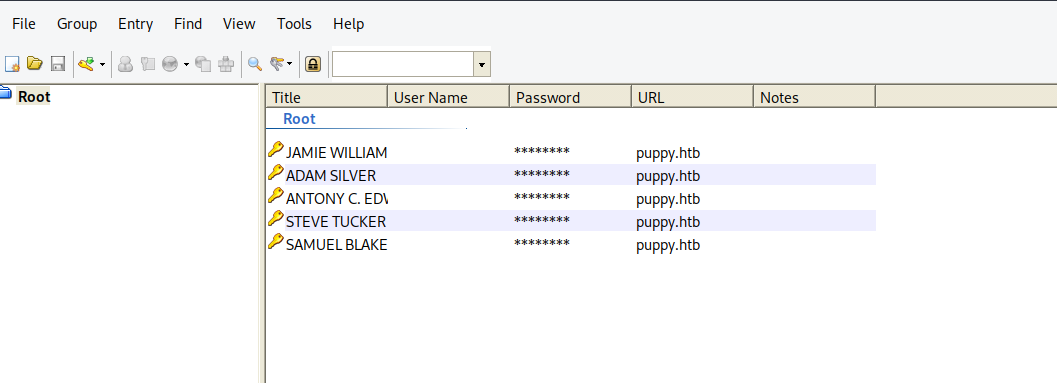 File Group Entry Find View Tools Help
Root
Title User Name Password URL Notes
Root
JAMIE WILLIAM ******** puppy.htb
ADAM SILVER ******** puppy.htb
ANTONY C. EDW ******** puppy.htb
STEVE TUCKER ******** puppy.htb
SAMUEL BLAKE ******** puppy.htb